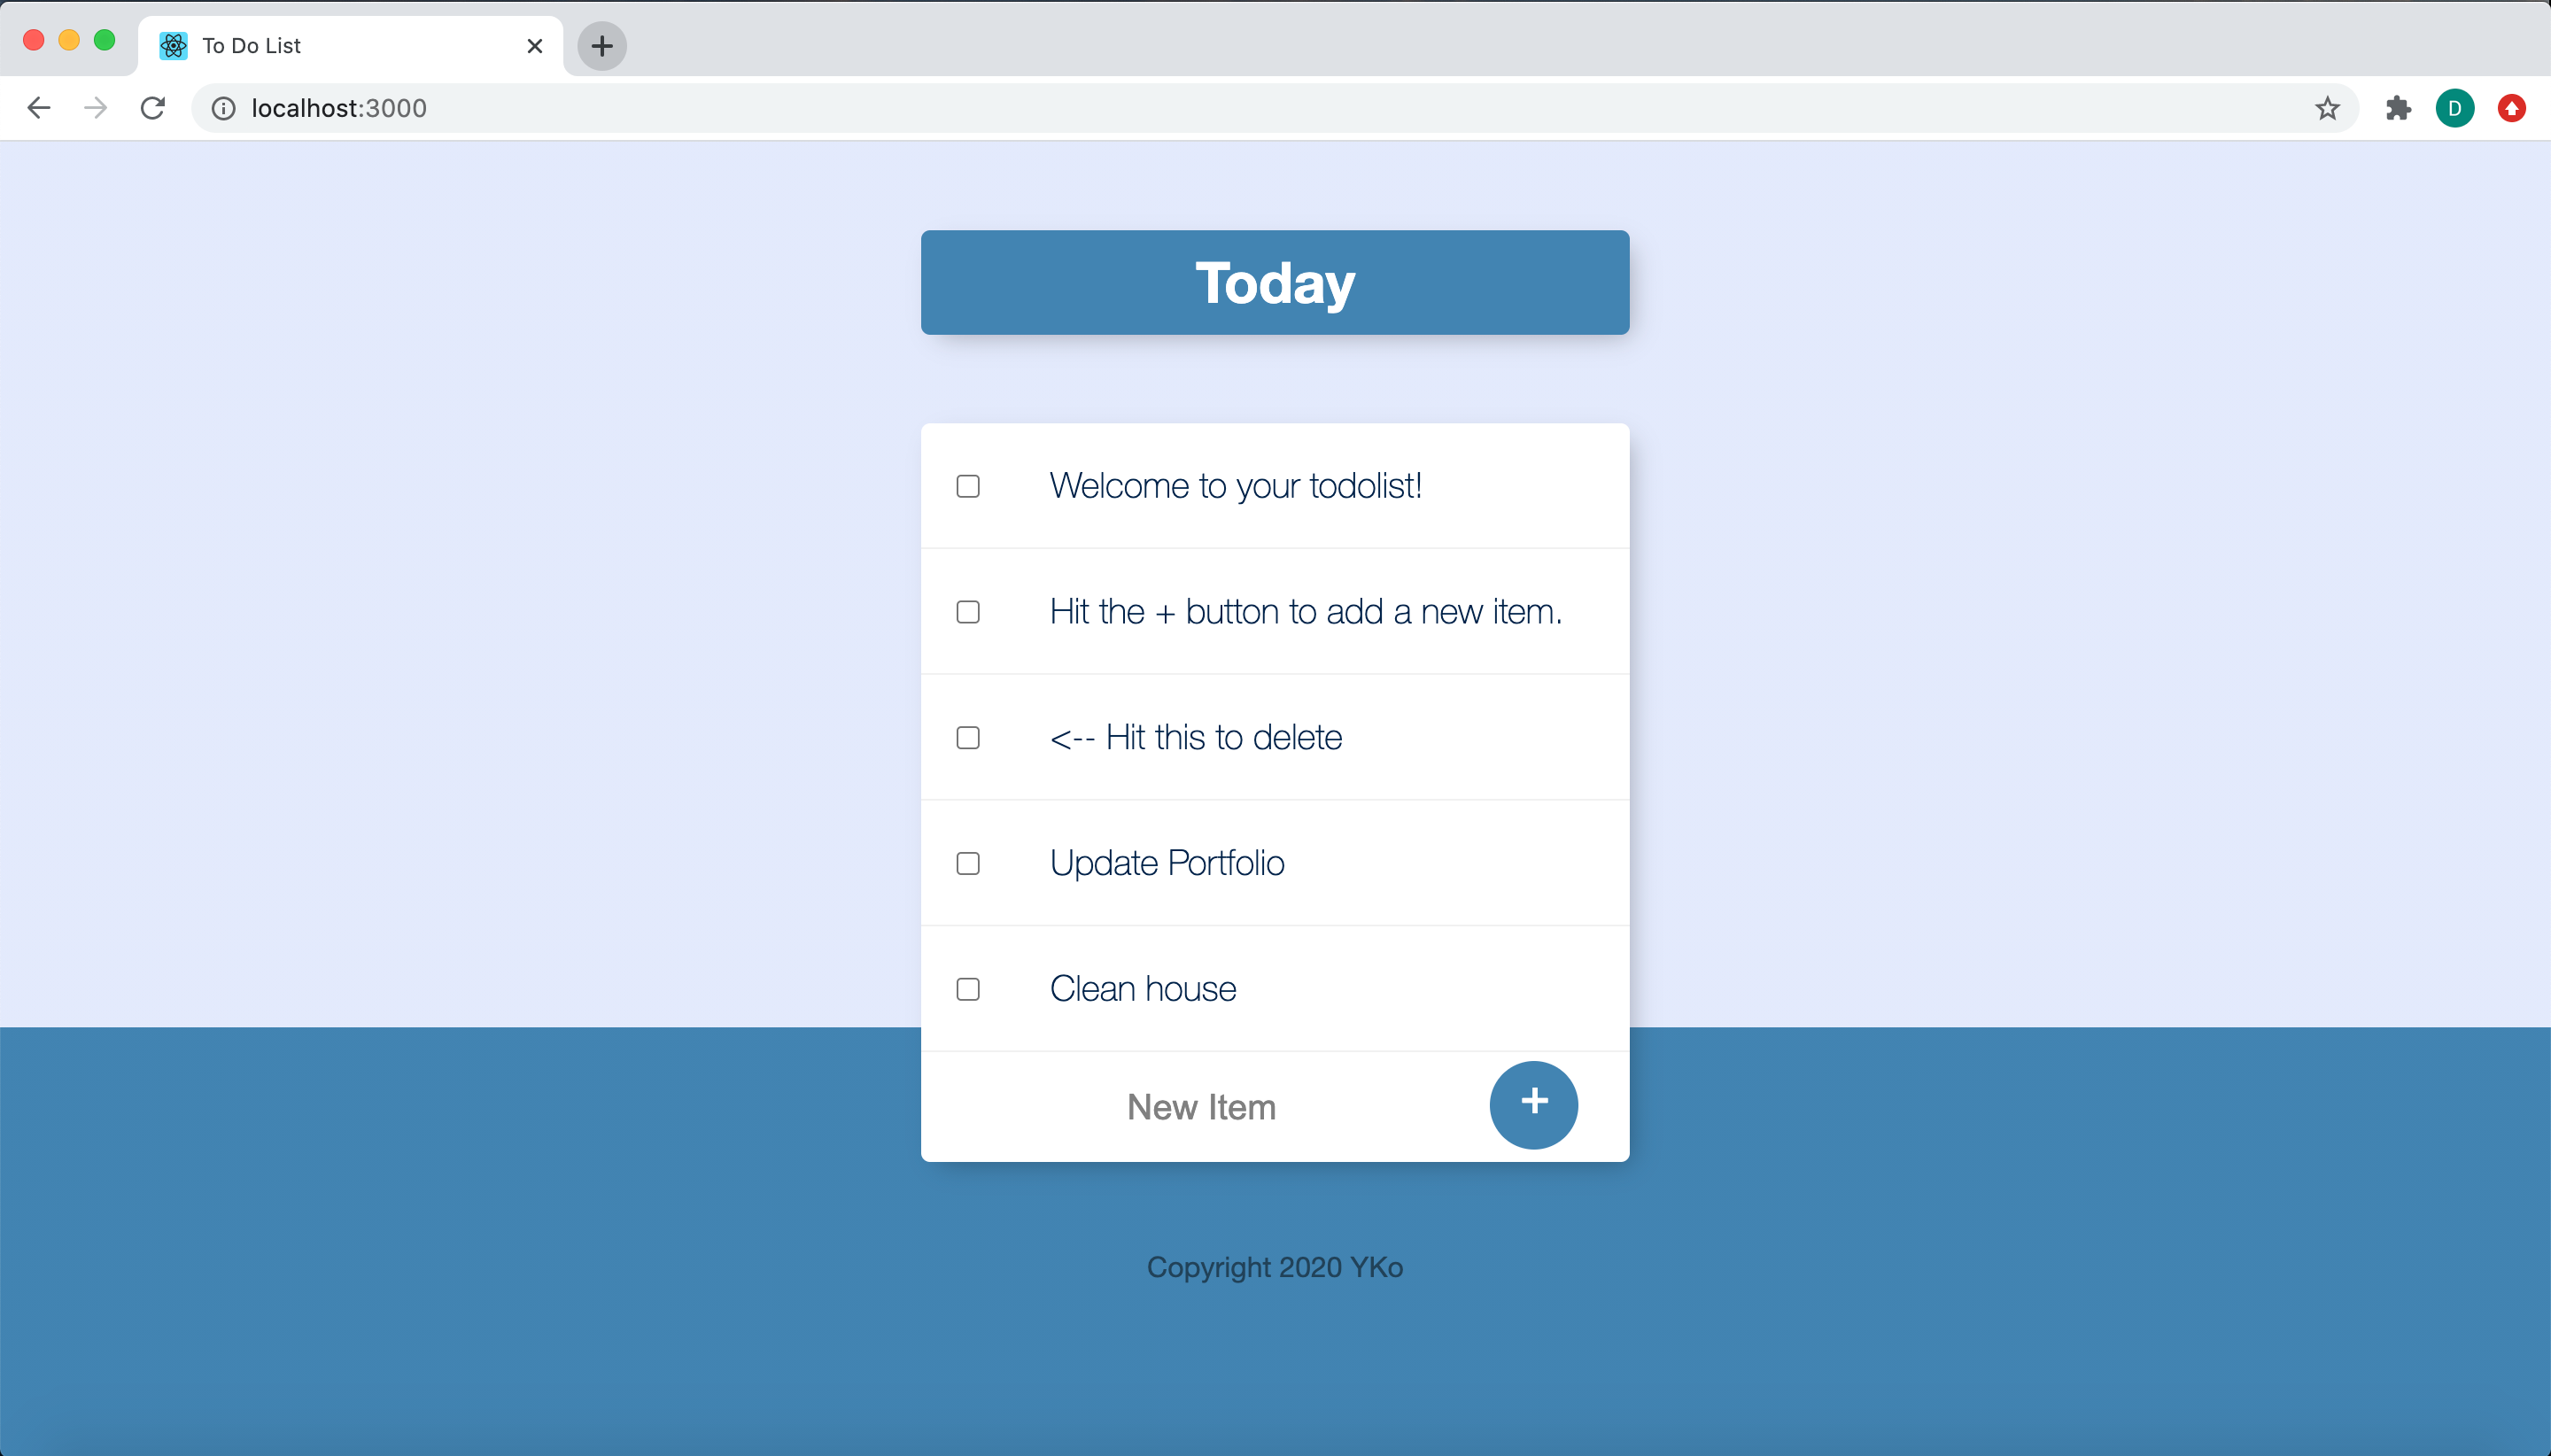 To Do List
localhost:3000
D
Today
Welcome to your todolist!
Hit the + button to add a new item.
<-- Hit this to delete
Update Portfolio
Clean house
New Item
+
Copyright 2020 YKo